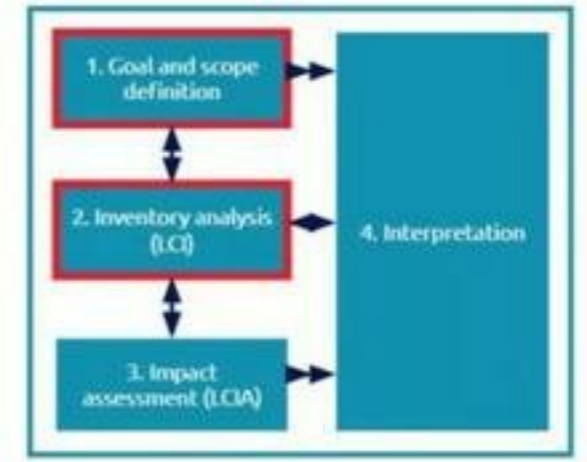 1. Goal and scope
definition
2. Inventory analysis
(LCI)
4. Interpretation
3. Impact
assessment (LCIA)